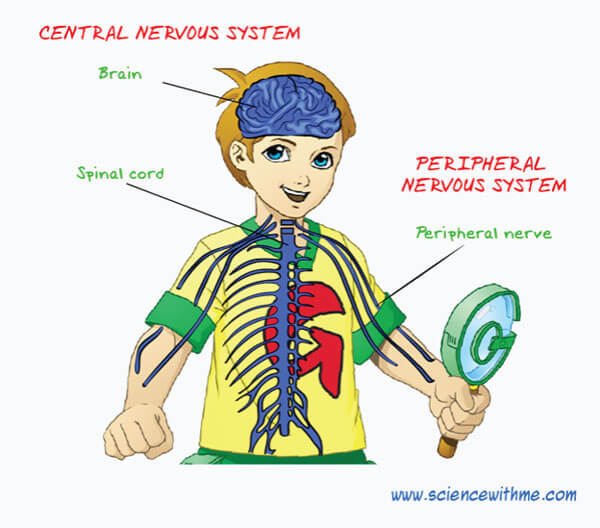 CENTRAL NERVOUS SYSTEM
Brain
Spinal cord
PERIPHERAL
NERVOUS SYSTEM
Peripheral nerve
www.sciencewithme.com